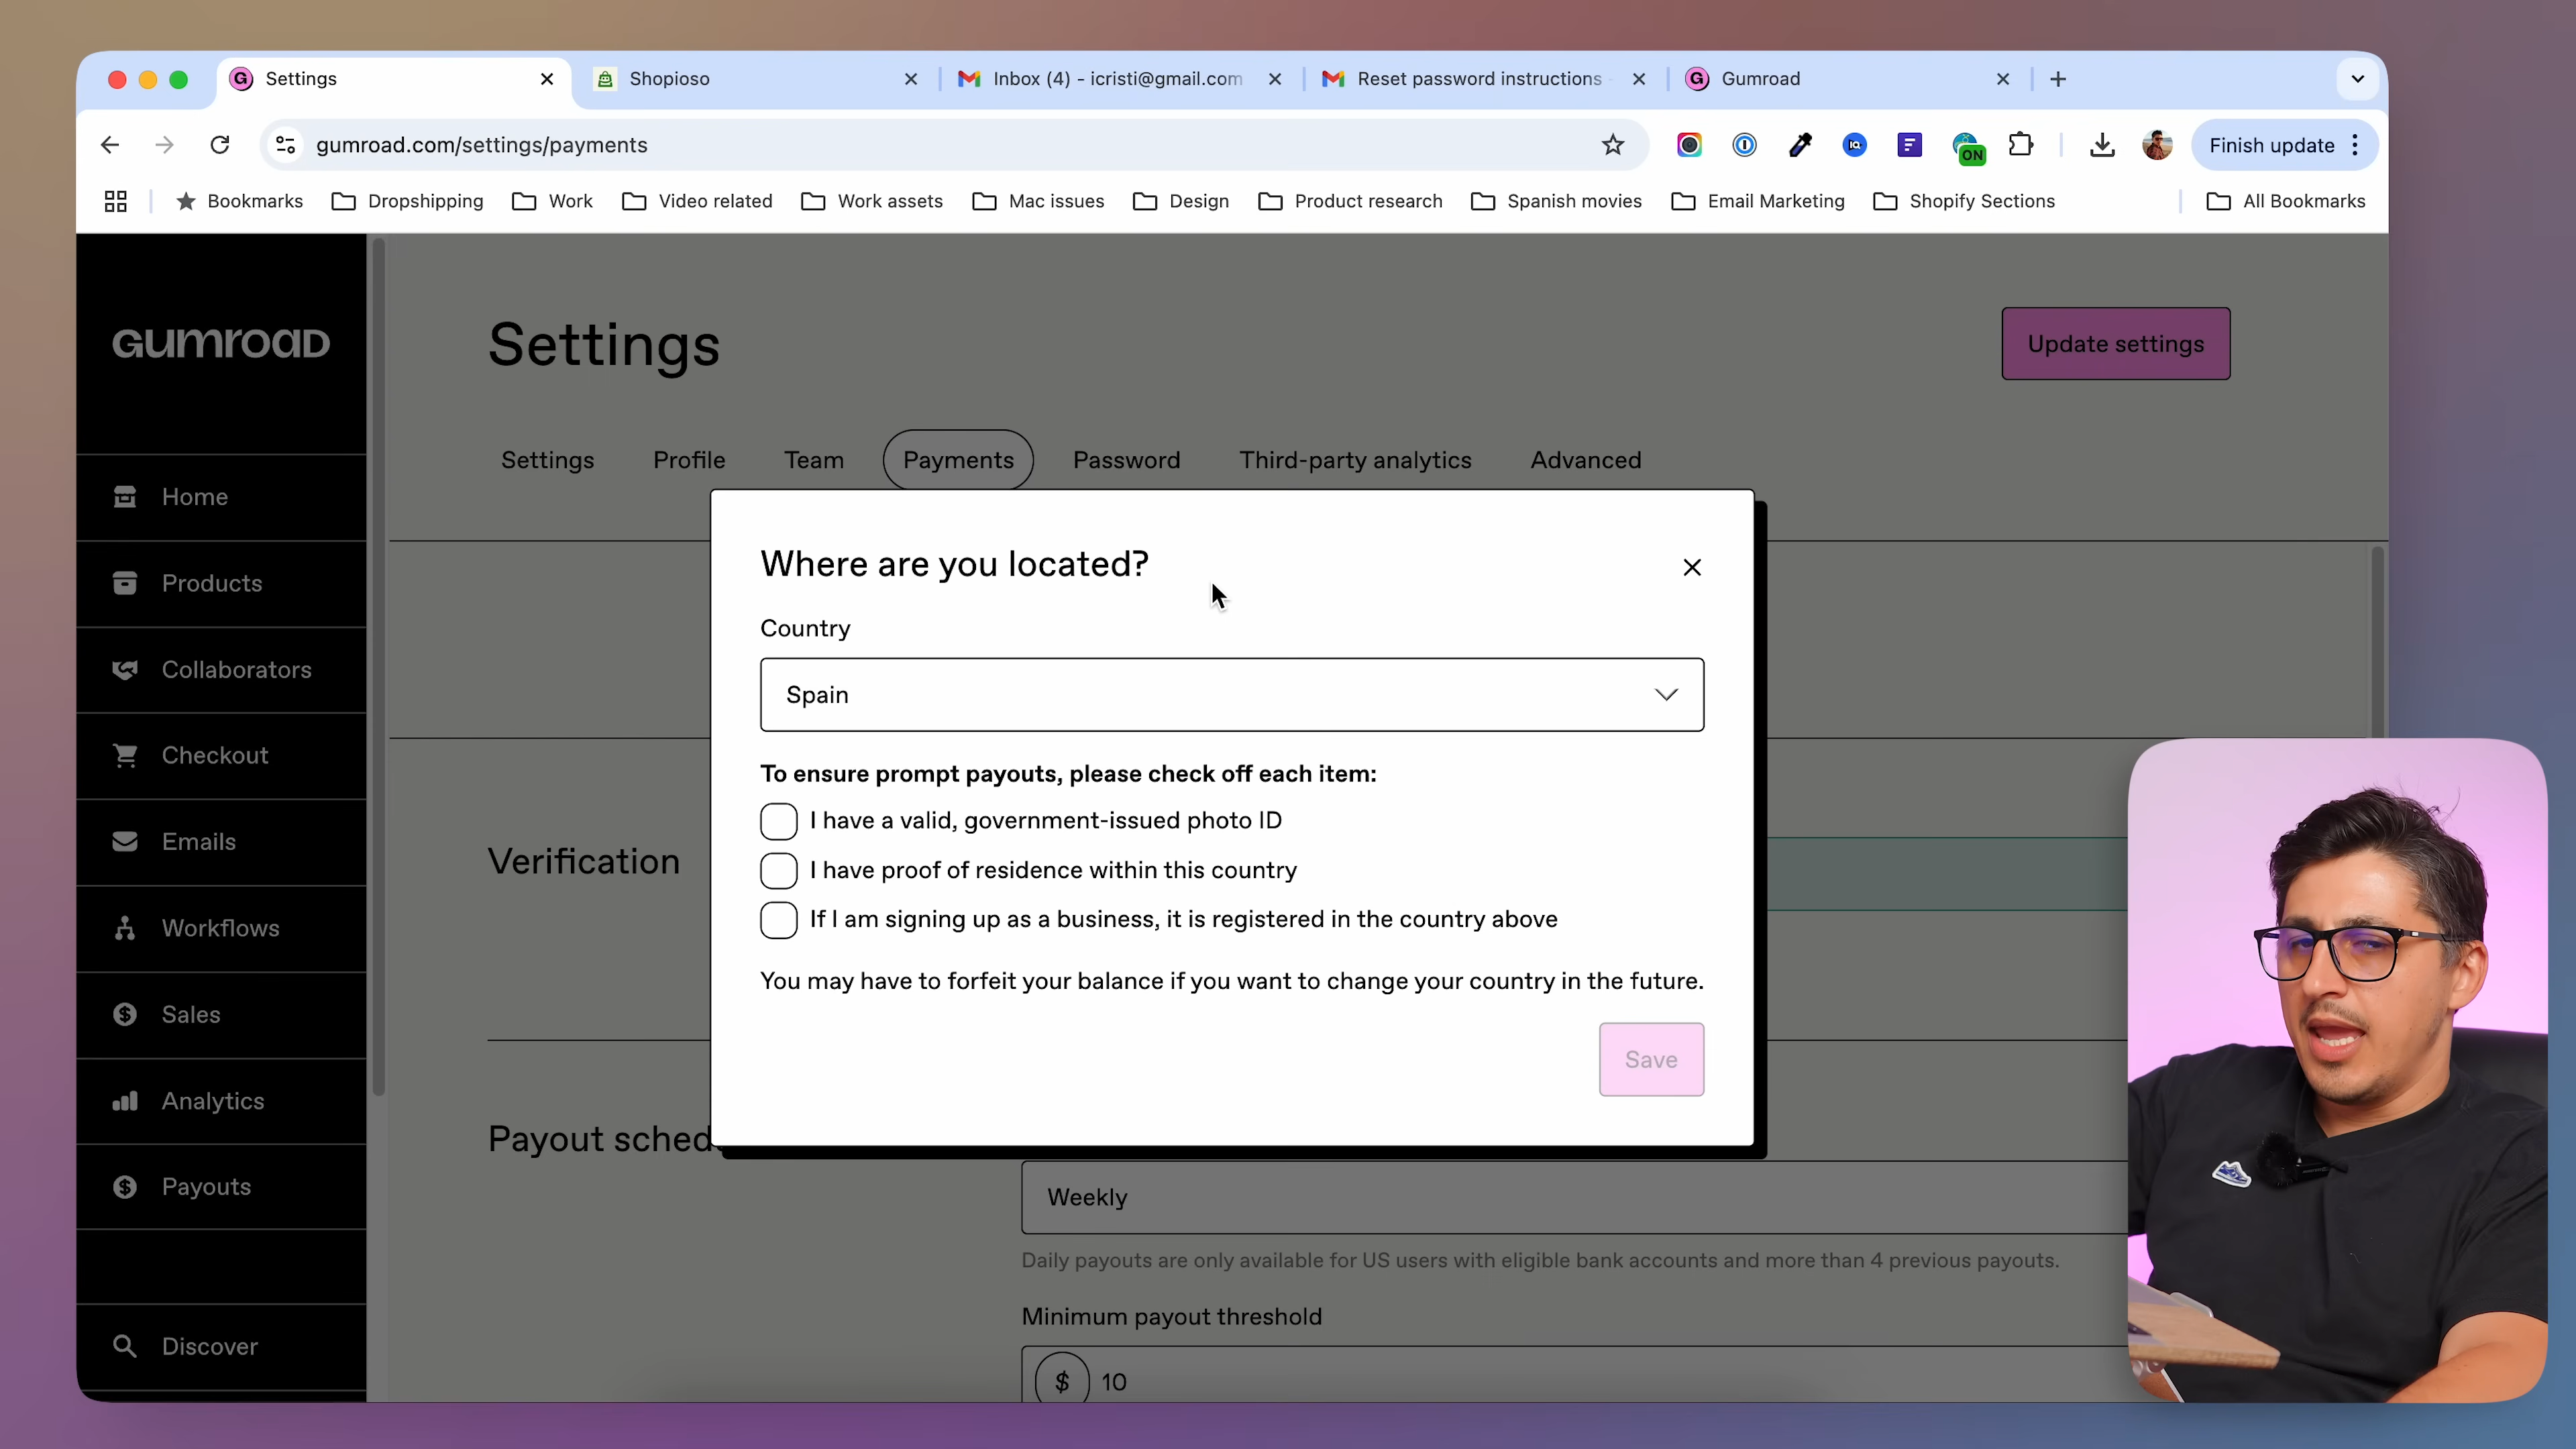 Settings
Shopioso
Inbox (4) - icristi@gmail.com
Reset password instructions
Gumroad
gumroad.com/settings/payments
ON
Finish update
Bookmarks
Dropshipping
Work
Video related
Work assets
Mac issues
Design
Product research
Spanish movies
Email Marketing
Shopify Sections
All Bookmarks
GUMROAD
Home
Products
Collaborators
Checkout
Emails
Workflows
Sales
Analytics
Payouts
Discover
Settings
Update settings
Settings
Profile
Team
Payments
Password
Third-party analytics
Advanced
Where are you located?
Country
Spain
To ensure prompt payouts, please check off each item:
I have a valid, government-issued photo ID
I have proof of residence within this country
If I am signing up as a business, it is registered in the country above
You may have to forfeit your balance if you want to change your country in the future.
Save
Verification
Payout sched
Weekly
Daily payouts are only available for US users with eligible bank accounts and more than 4 previous payouts.
Minimum payout threshold
$ 10